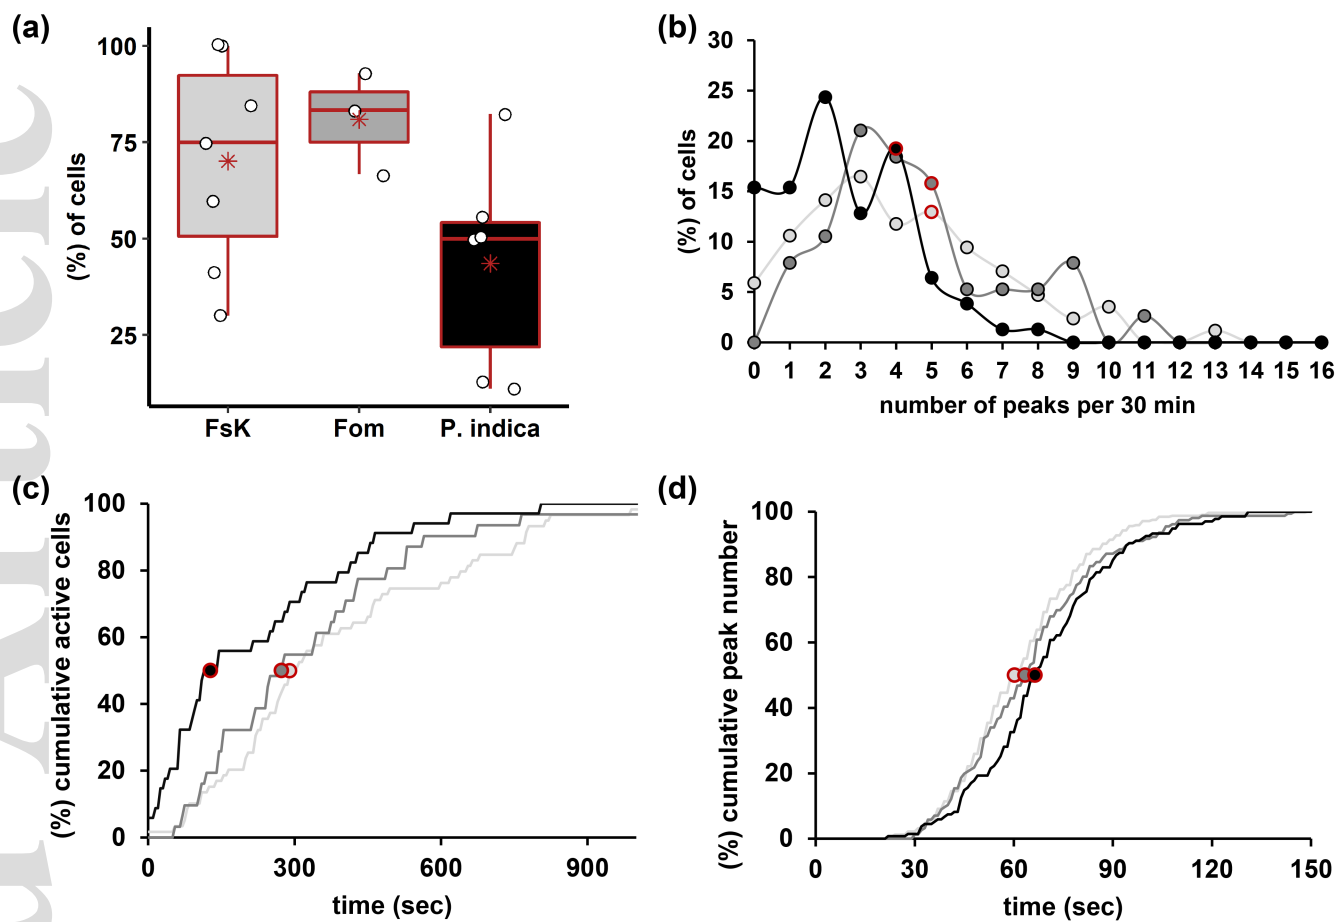 (a)
100
75
50
25
(%) of cells
FsK Fom P. indica
(b)
30
25
20
15
10
5
0
(%) of cells
0 1 2 3 4 5 6 7 8 9 10 11 12 13 14 15 16
number of peaks per 30 min
(c)
100
80
60
40
20
0
(%) cumulative active cells
0 300 600 900
time (sec)
(d)
100
80
60
40
20
0
(%) cumulative peak number
0 30 60 90 120 150
time (sec)
Article